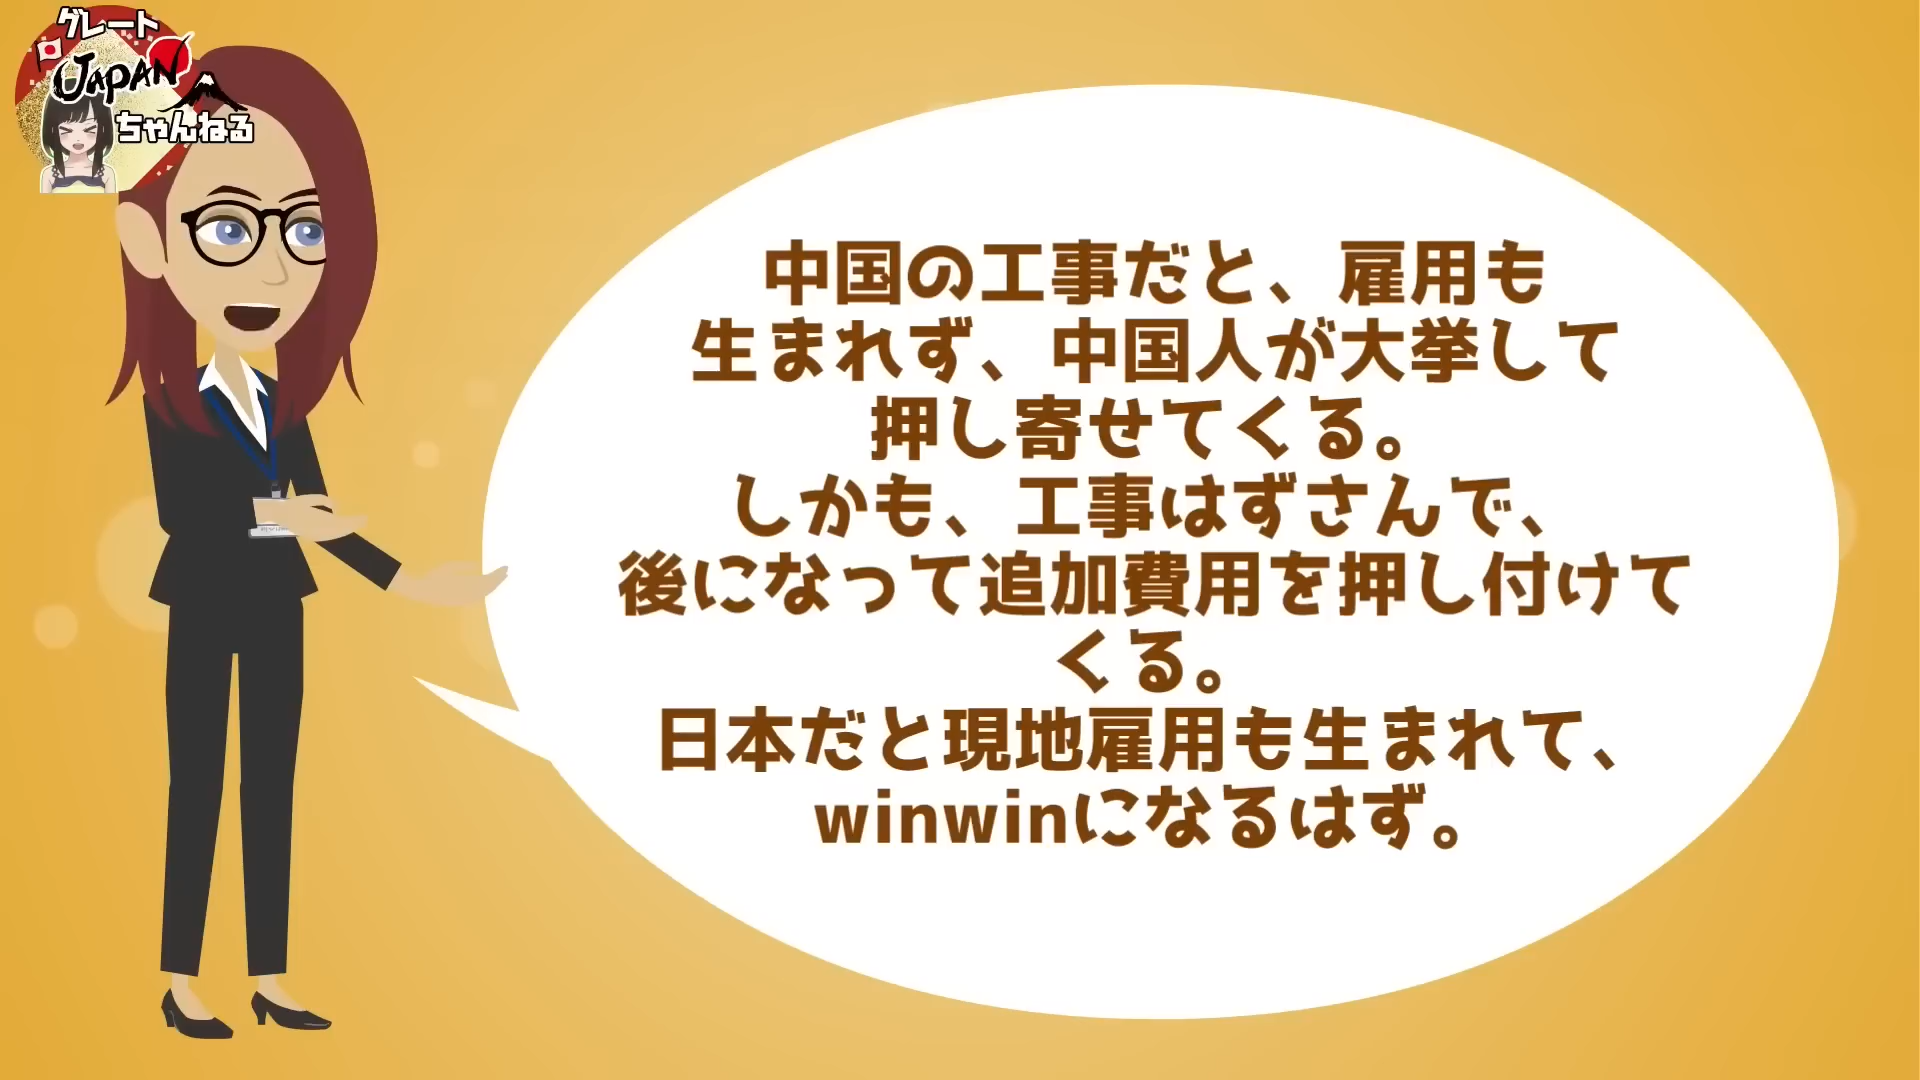 グレート
JAPAN
ちゃんねる
中国の工事だと、雇用も
生まれず、中国人が大挙して
押し寄せてくる。
しかも、工事はずさんで、
後になって追加費用を押し付けて
くる。
日本だと現地雇用も生まれて、
winwinになるはず。